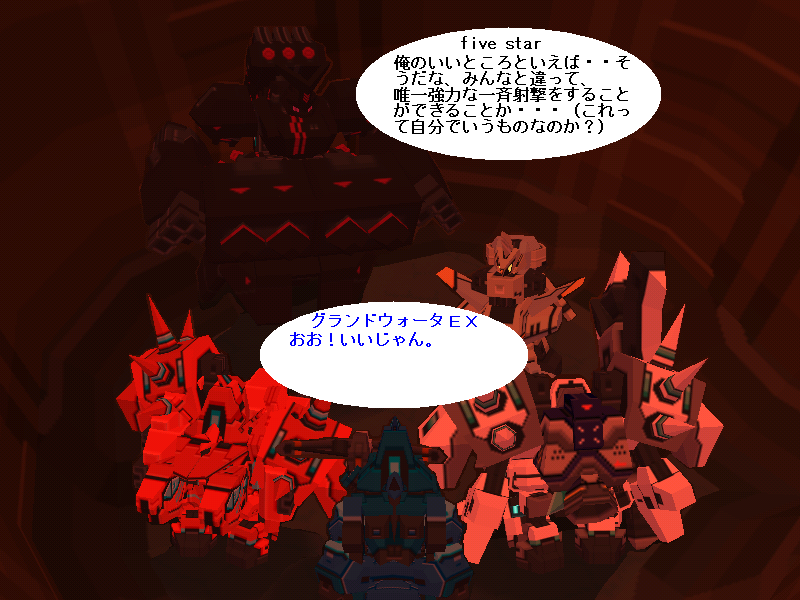 five star
俺のいいところといえば・・そ
うだな、みんなと違って、
唯一強力な一斉射撃をすること
ができることか・・・（これっ
て自分でいうものなのか？）
グランドウォータＥＸ
おお！いいじゃん。